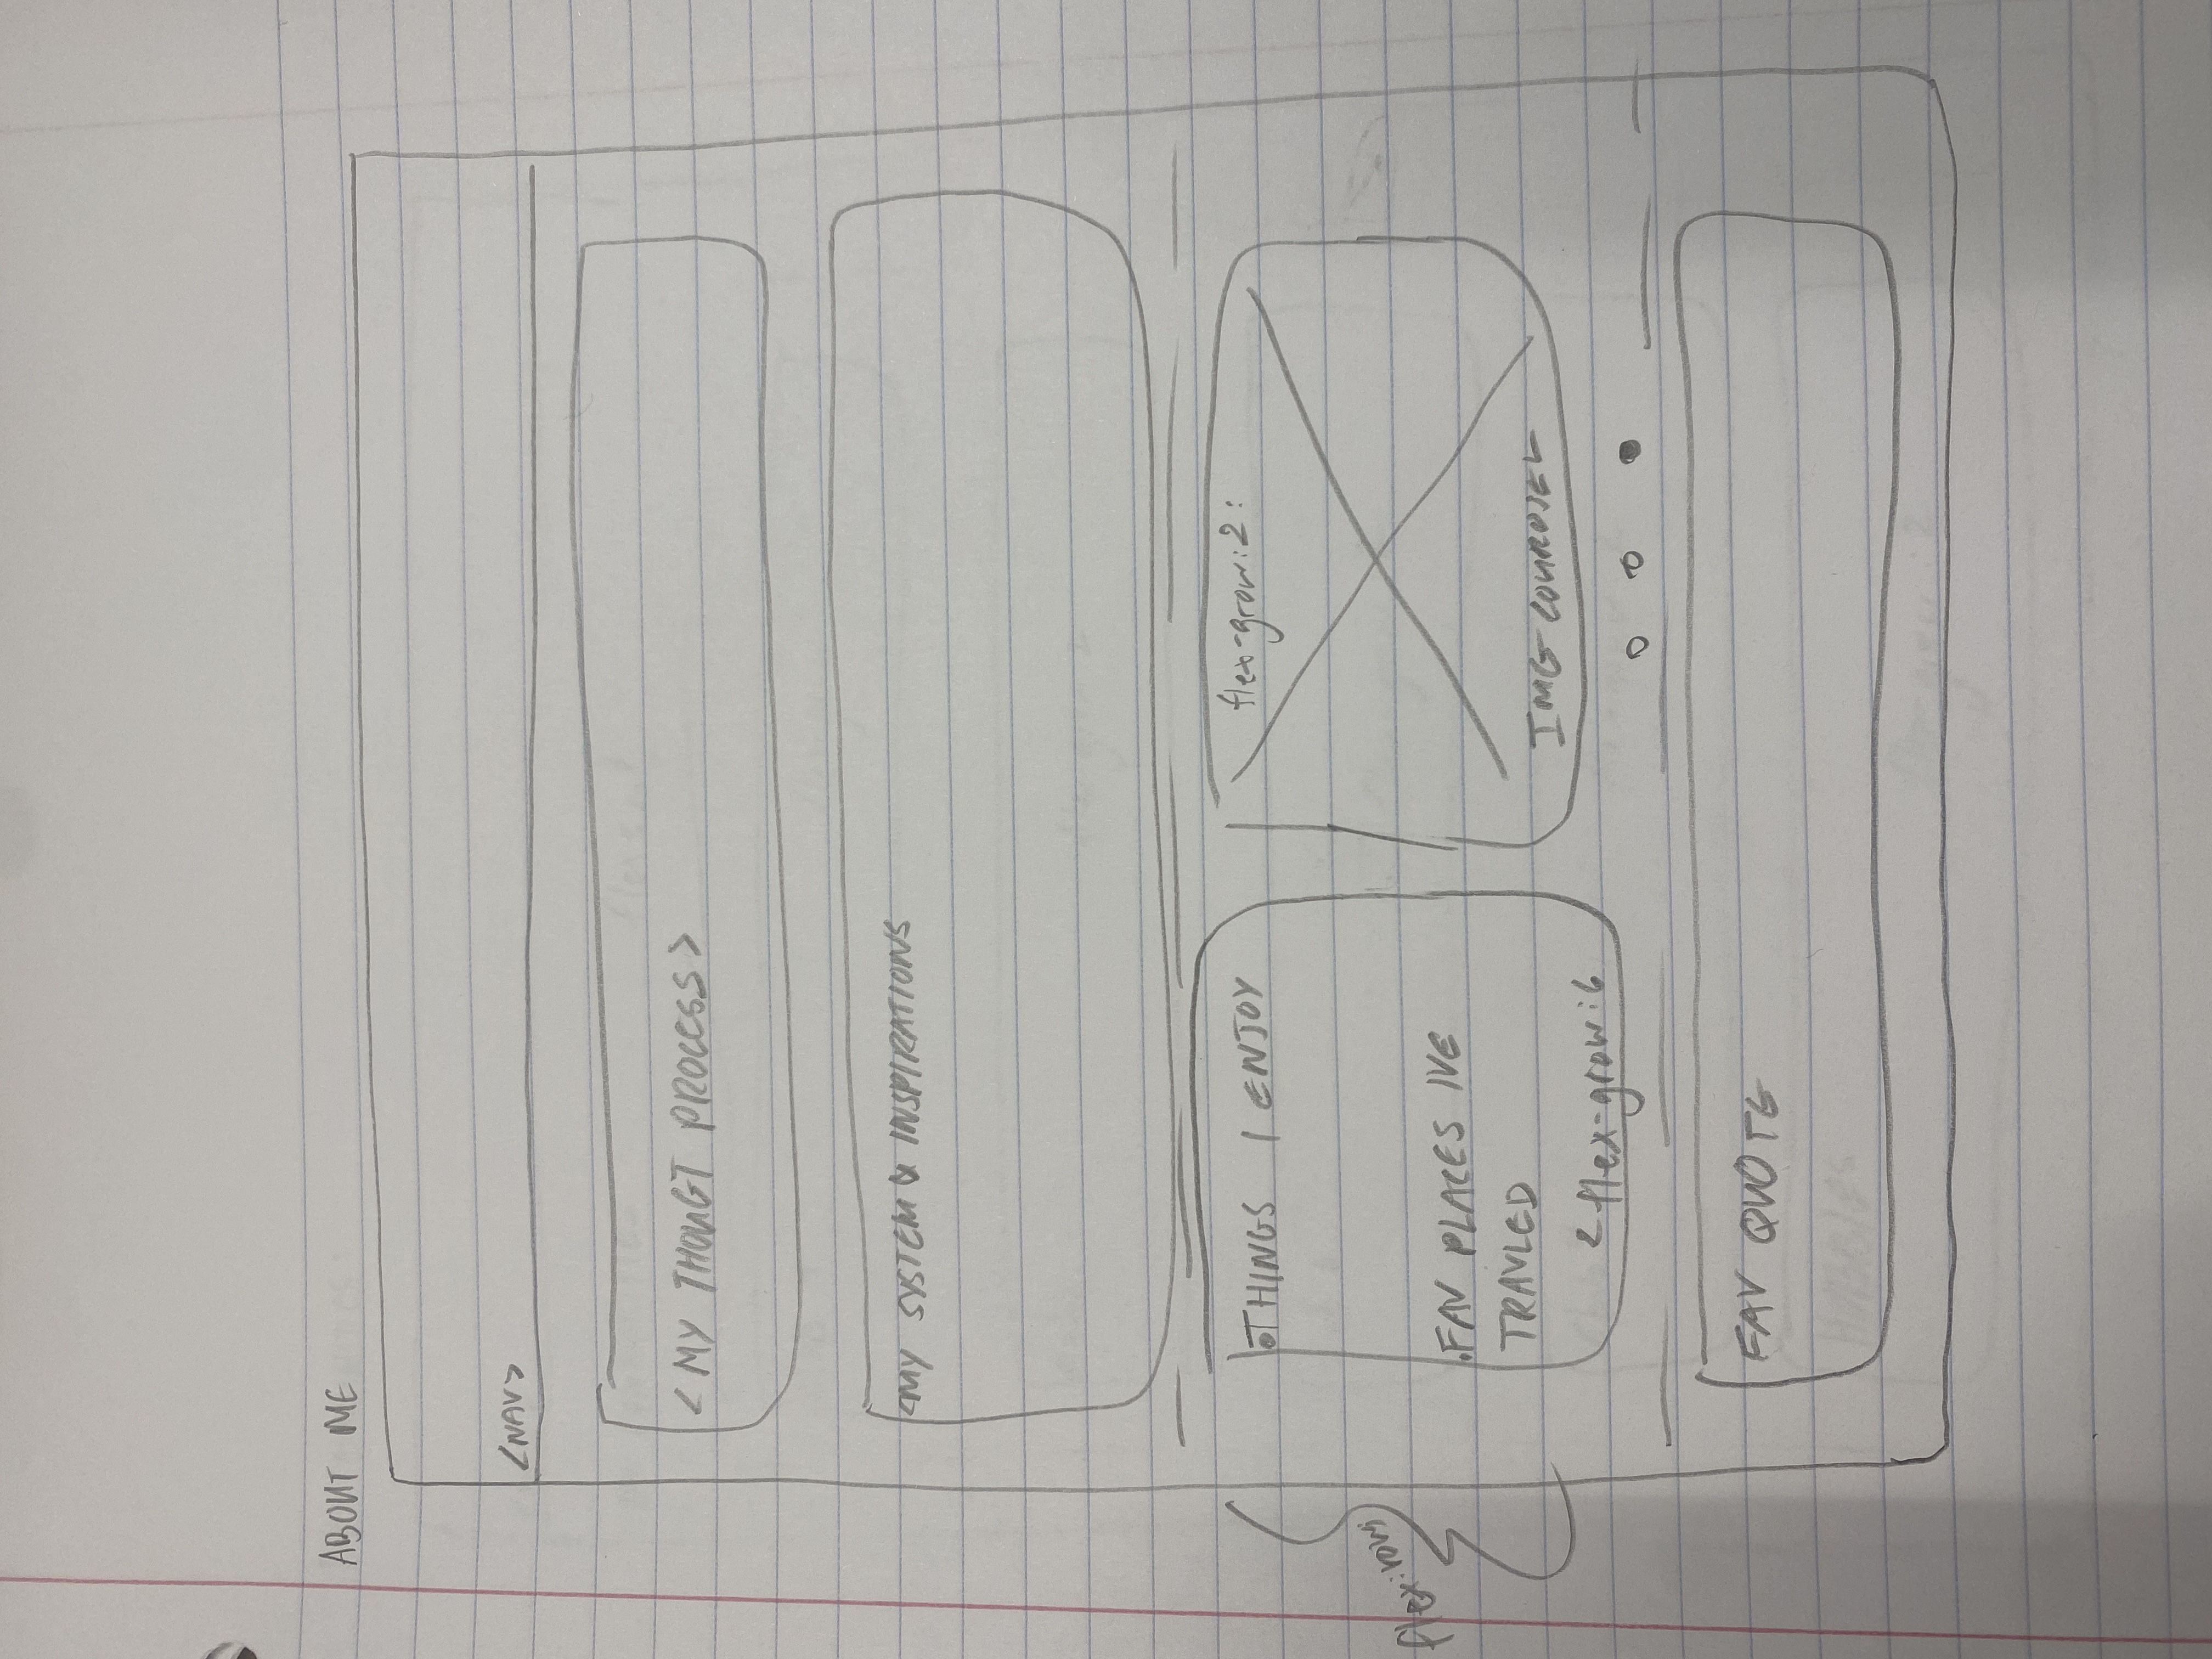 ABOUT ME
<NAV>
< MY THOUGT PROCESS >
<MY SYSTEM & INSPIRATIONS
flex:row;
•THINGS I ENJOY
.FAV PLACES IVE
TRAVLED
< flex-grow:6
flex-grow:2:
IMG COUROSEL
FAV QUOTE